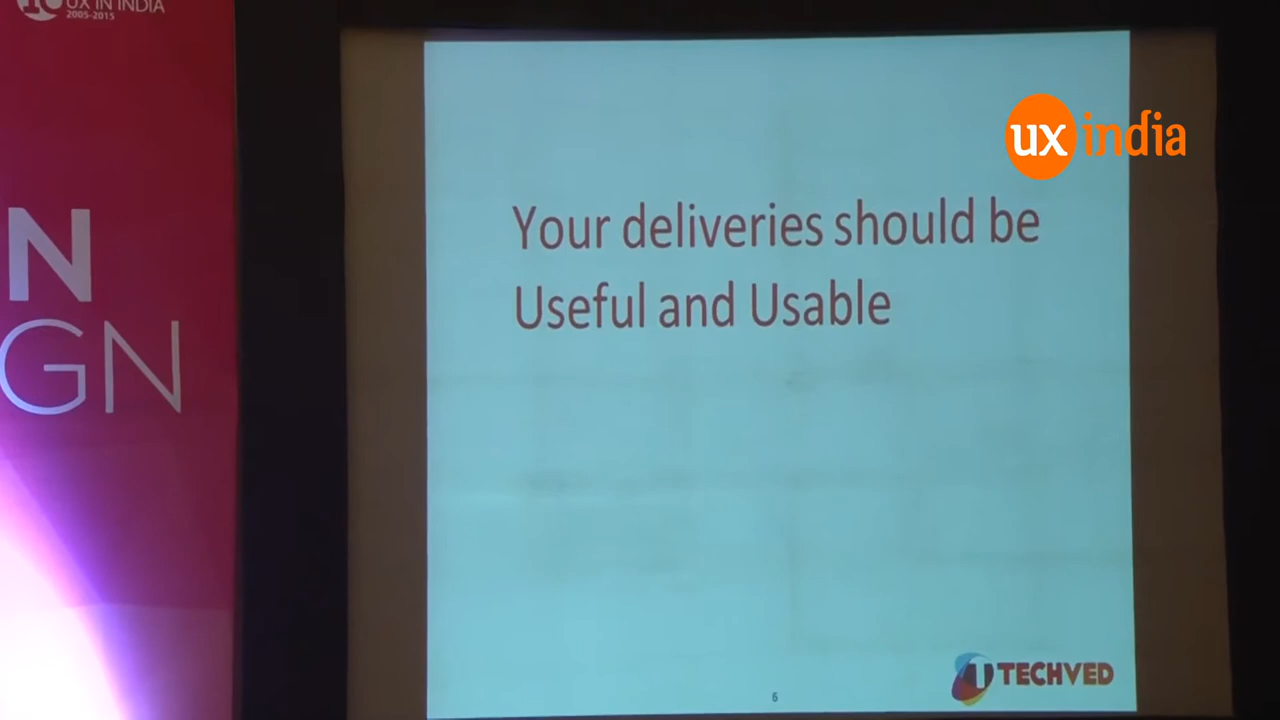 UX IN INDIA
2005-2015
N
GN
ux india
Your deliveries should be
Useful and Usable
TECHVED
6